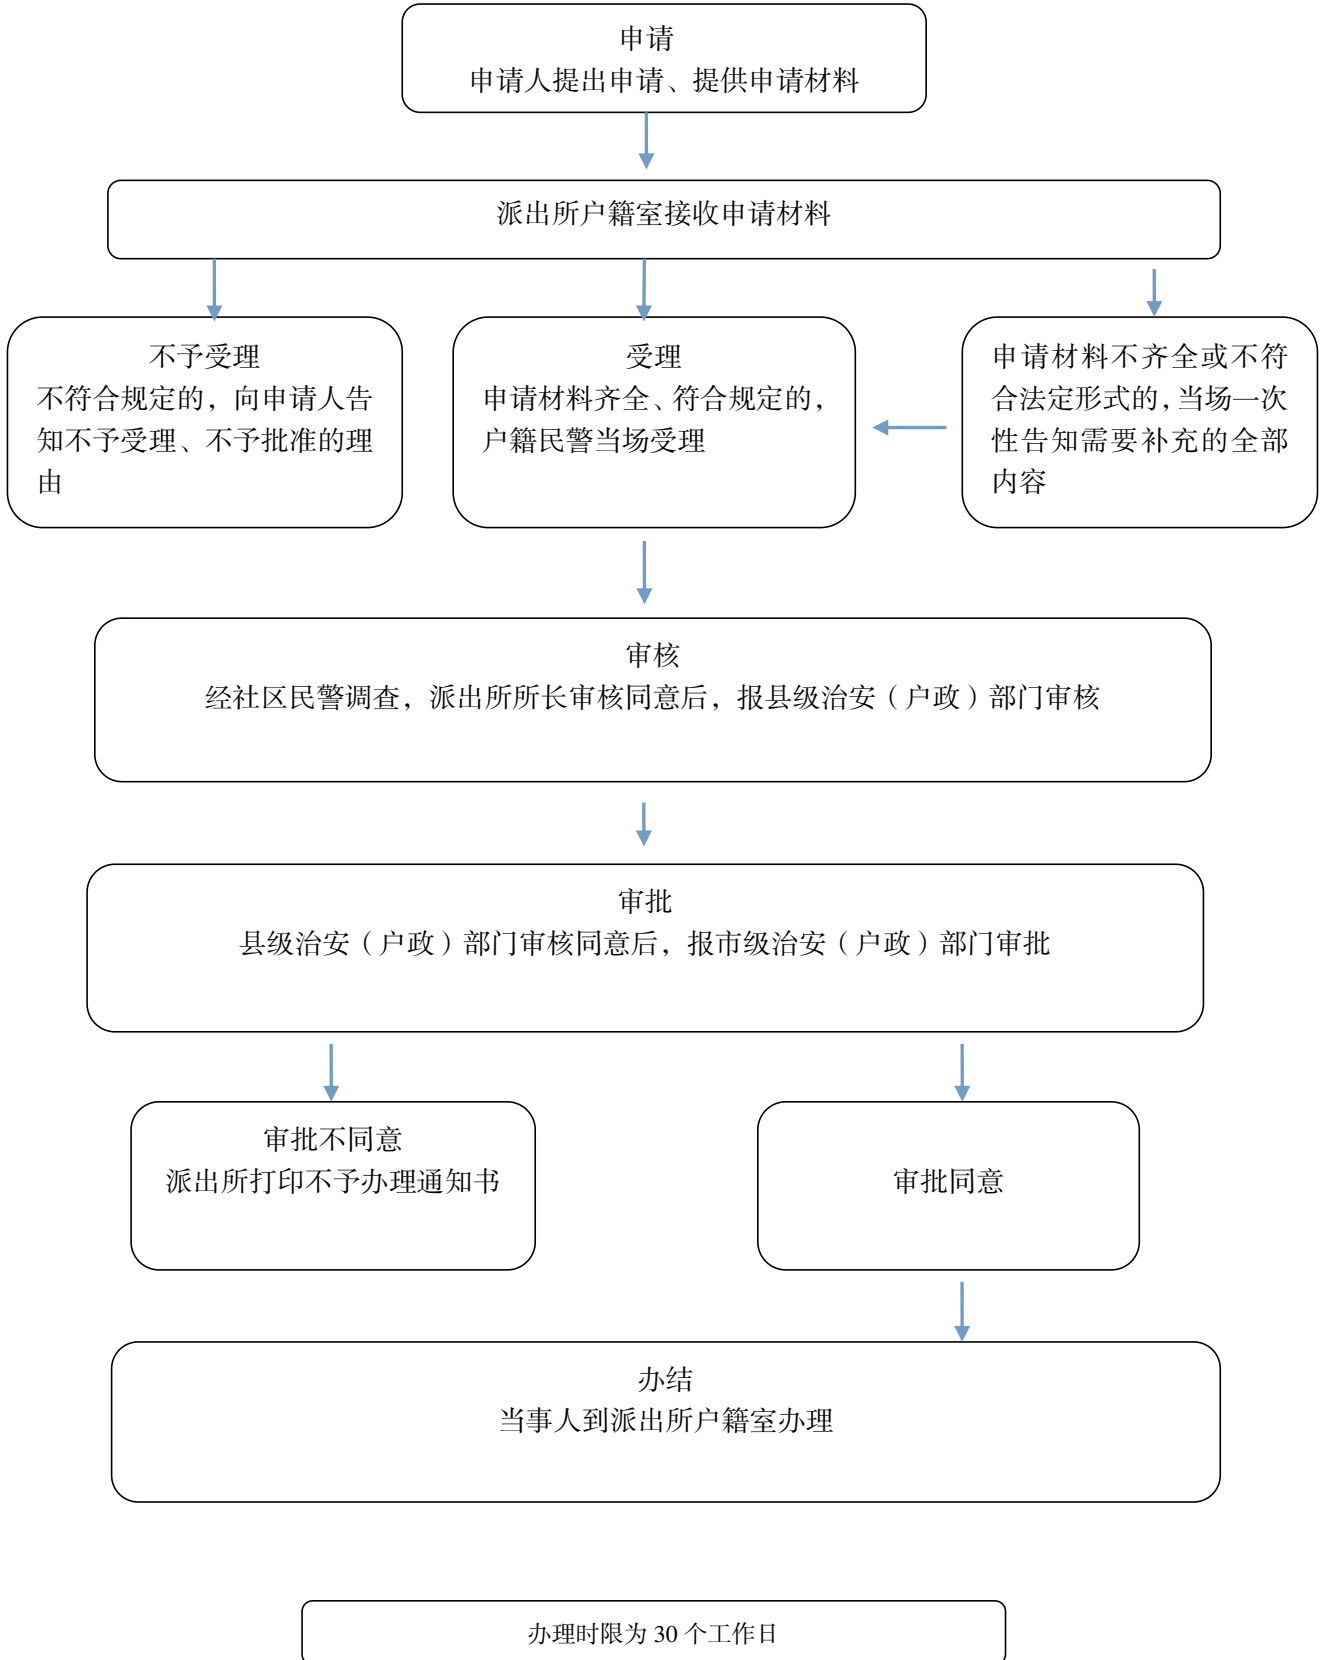 申请
申请人提出申请、提供申请材料
派出所户籍室接收申请材料
不予受理
不符合规定的，向申请人告
知不予受理、不予批准的理
由
受理
申请材料齐全、符合规定的，
户籍民警当场受理
申请材料不齐全或不符
合法定形式的，当场一次
性告知需要补充的全部
内容
审核
经社区民警调查，派出所所长审核同意后，报县级治安（户政）部门审核
审批
县级治安（户政）部门审核同意后，报市级治安（户政）部门审批
审批不同意
派出所打印不予办理通知书
审批同意
办结
当事人到派出所户籍室办理
办理时限为 30 个工作日